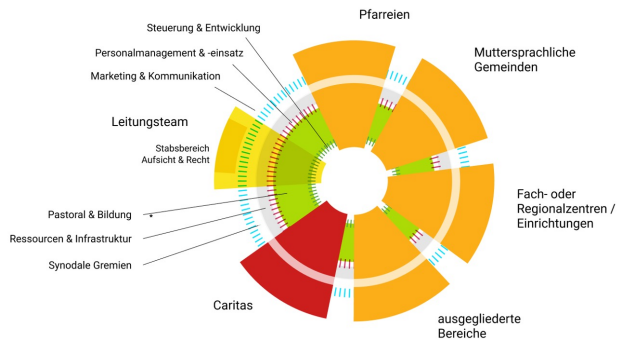 Pfarreien
Steuerung & Entwicklung
Personalmanagement & -einsatz
Marketing & Kommunikation
Muttersprachliche
Gemeinden
Leitungsteam
Stabsbereich
Aufsicht & Recht
Pastoral & Bildung
Ressourcen & Infrastruktur
Synodale Gremien
Fach- oder
Regionalzentren /
Einrichtungen
Caritas
ausgegliederte
Bereiche